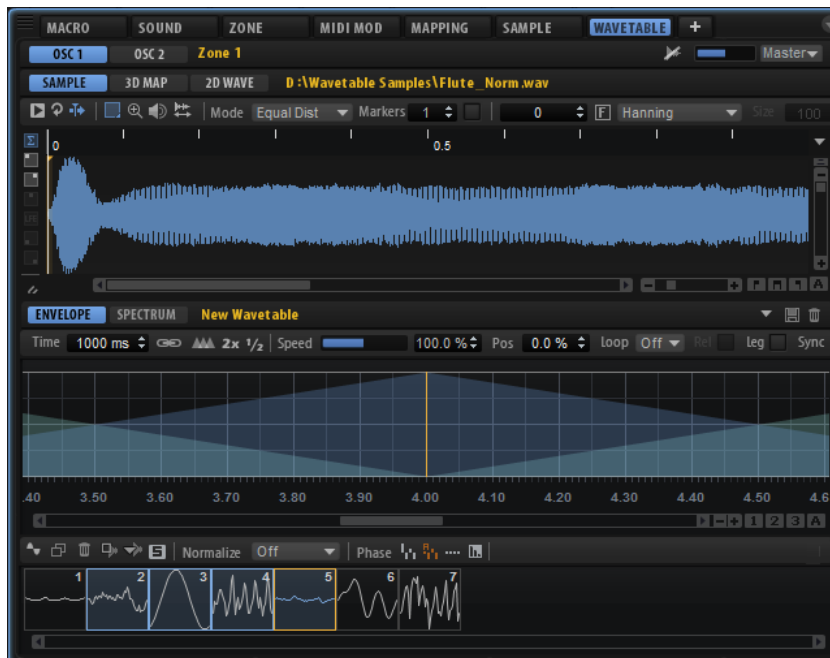 MACRO SOUND ZONE MIDI MOD MAPPING SAMPLE WAVETABLE +
OSC 1 OSC 2 Zone 1 Master
SAMPLE 3D MAP 2D WAVE D:\Wavetable Samples\Flute_Norm.wav
Mode Equal Dist Markers 1 0 F Hanning Size 100
Σ 0 0.5
A
ENVELOPE SPECTRUM New Wavetable
Time 1000 ms 2x 1/2 Speed 100.0 % Pos 0.0 % Loop Off Rel Leg Sync
.40 3.50 3.60 3.70 3.80 3.90 4.00 4.10 4.20 4.30 4.40 4.50 4.6
1 2 3 A
S Normalize Off Phase R
1 2 3 4 5 6 7